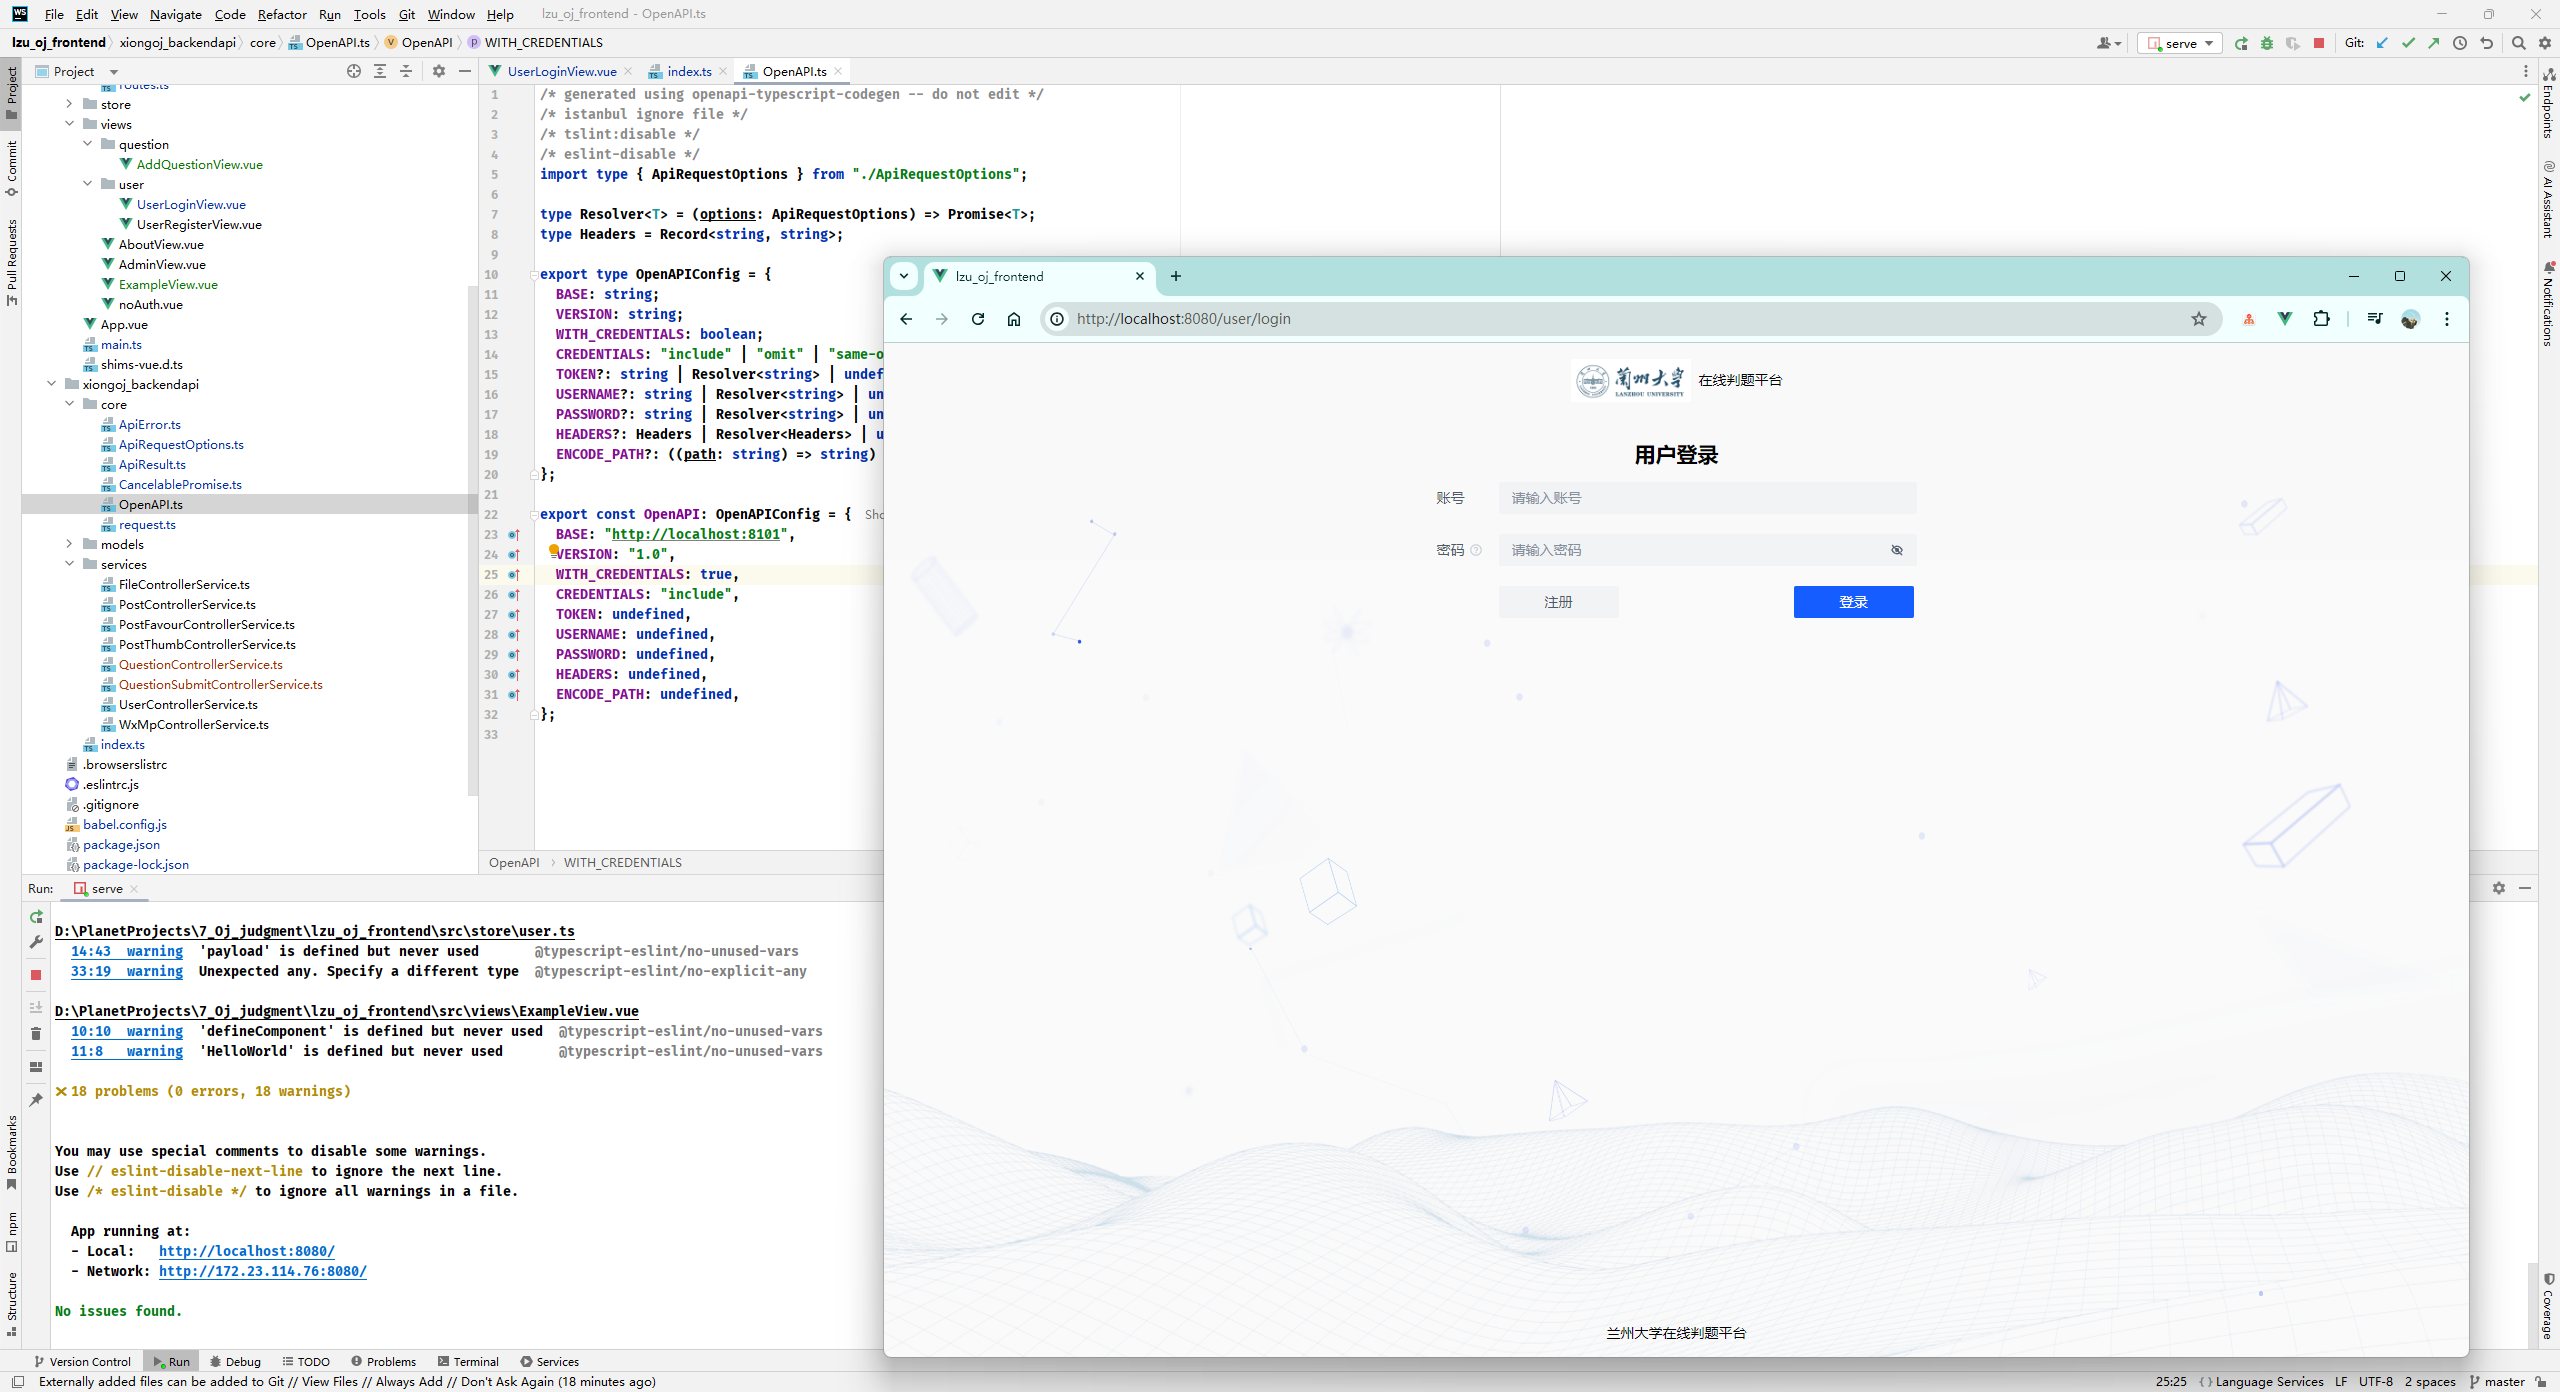 File Edit View Navigate Code Refactor Run Tools Git Window Help lzu_oj_frontend - OpenAPI.ts
lzu_oj_frontend xiongoj_backendapi core OpenAPI.ts OpenAPI WITH_CREDENTIALS
serve
Git:
Project
UserLoginView.vue
index.ts
OpenAPI.ts
Project
Commit
Pull Requests
Bookmarks
npm
Structure
routes.ts
store
views
question
AddQuestionView.vue
user
UserLoginView.vue
UserRegisterView.vue
AboutView.vue
AdminView.vue
ExampleView.vue
noAuth.vue
App.vue
main.ts
shims-vue.d.ts
xiongoj_backendapi
core
ApiError.ts
ApiRequestOptions.ts
ApiResult.ts
CancelablePromise.ts
OpenAPI.ts
request.ts
models
services
FileControllerService.ts
PostControllerService.ts
PostFavourControllerService.ts
PostThumbControllerService.ts
QuestionControllerService.ts
QuestionSubmitControllerService.ts
UserControllerService.ts
WxMpControllerService.ts
index.ts
.browserslistrc
.eslintrc.js
.gitignore
babel.config.js
package.json
package-lock.json
1 /* generated using openapi-typescript-codegen -- do not edit */
2 /* istanbul ignore file */
3 /* tslint:disable */
4 /* eslint-disable */
5 import type { ApiRequestOptions } from "./ApiRequestOptions";
6
7 type Resolver<T> = (options: ApiRequestOptions) => Promise<T>;
8 type Headers = Record<string, string>;
9
10 export type OpenAPIConfig = {
11 BASE: string;
12 VERSION: string;
13 WITH_CREDENTIALS: boolean;
14 CREDENTIALS: "include" | "omit" | "same-o
15 TOKEN?: string | Resolver<string> | undef
16 USERNAME?: string | Resolver<string> | un
17 PASSWORD?: string | Resolver<string> | un
18 HEADERS?: Headers | Resolver<Headers> | u
19 ENCODE_PATH?: ((path: string) => string)
20 };
21
22 export const OpenAPI: OpenAPIConfig = { Sho
23 BASE: "http://localhost:8101",
24 VERSION: "1.0",
25 WITH_CREDENTIALS: true,
26 CREDENTIALS: "include",
27 TOKEN: undefined,
28 USERNAME: undefined,
29 PASSWORD: undefined,
30 HEADERS: undefined,
31 ENCODE_PATH: undefined,
32 };
33
OpenAPI WITH_CREDENTIALS
lzu_oj_frontend
http://localhost:8080/user/login
兰州大学
LANZHOU UNIVERSITY
在线判题平台
用户登录
账号 请输入账号
密码 请输入密码
注册 登录
兰州大学在线判题平台
Endpoints
AI Assistant
Notifications
Coverage
Run: serve
D:\PlanetProjects\7_Oj_judgment\lzu_oj_frontend\src\store\user.ts
14:43 warning 'payload' is defined but never used @typescript-eslint/no-unused-vars
33:19 warning Unexpected any. Specify a different type @typescript-eslint/no-explicit-any
D:\PlanetProjects\7_Oj_judgment\lzu_oj_frontend\src\views\ExampleView.vue
10:10 warning 'defineComponent' is defined but never used @typescript-eslint/no-unused-vars
11:8 warning 'HelloWorld' is defined but never used @typescript-eslint/no-unused-vars
18 problems (0 errors, 18 warnings)
You may use special comments to disable some warnings.
Use // eslint-disable-next-line to ignore the next line.
Use /* eslint-disable */ to ignore all warnings in a file.
App running at:
- Local: http://localhost:8080/
- Network: http://172.23.114.76:8080/
No issues found.
Version Control Run Debug TODO Problems Terminal Services
Externally added files can be added to Git // View Files // Always Add // Don't Ask Again (18 minutes ago)
25:25 Language Services LF UTF-8 2 spaces master